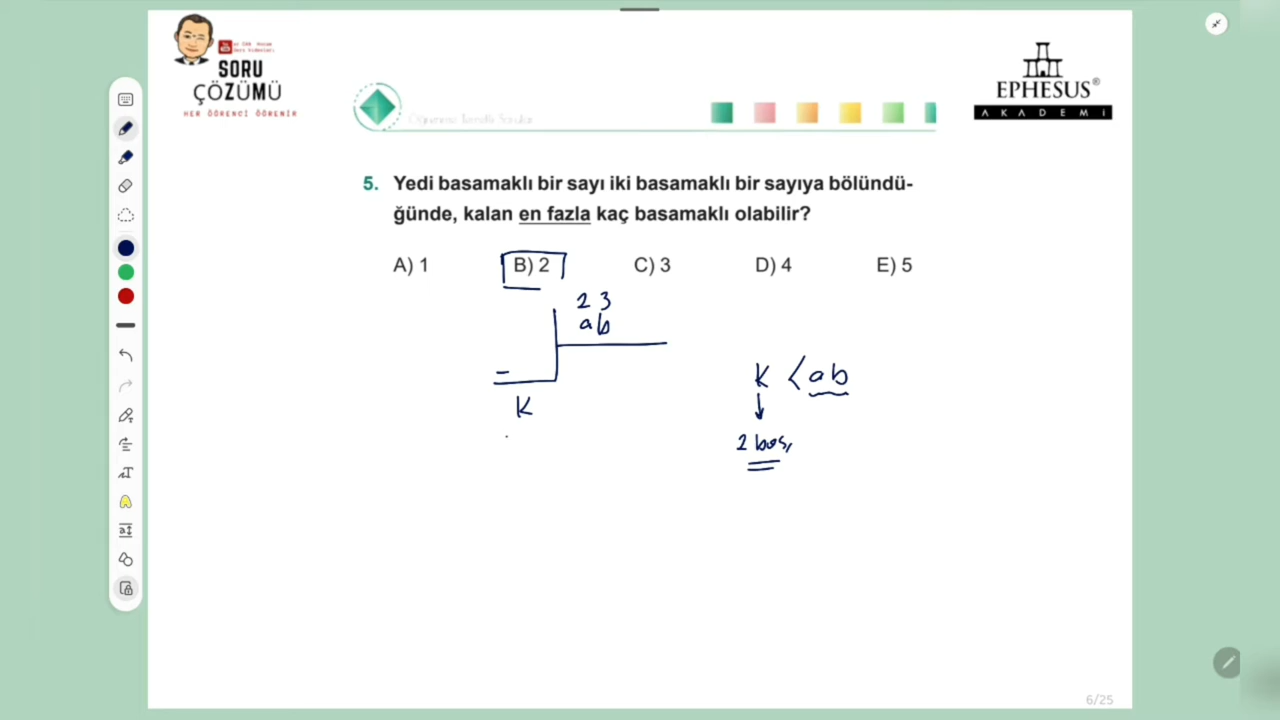 SORU
ÇÖZÜMÜ
HER ÖĞRENCİ ÖĞRENİR
EPHESUS®
AKADEMİ
5. Yedi basamaklı bir sayı iki basamaklı bir sayıya bölündü-
ğünde, kalan en fazla kaç basamaklı olabilir?
A) 1 B) 2 C) 3 D) 4 E) 5
2 3
ab
K
K < ab
2 bas,
6/25